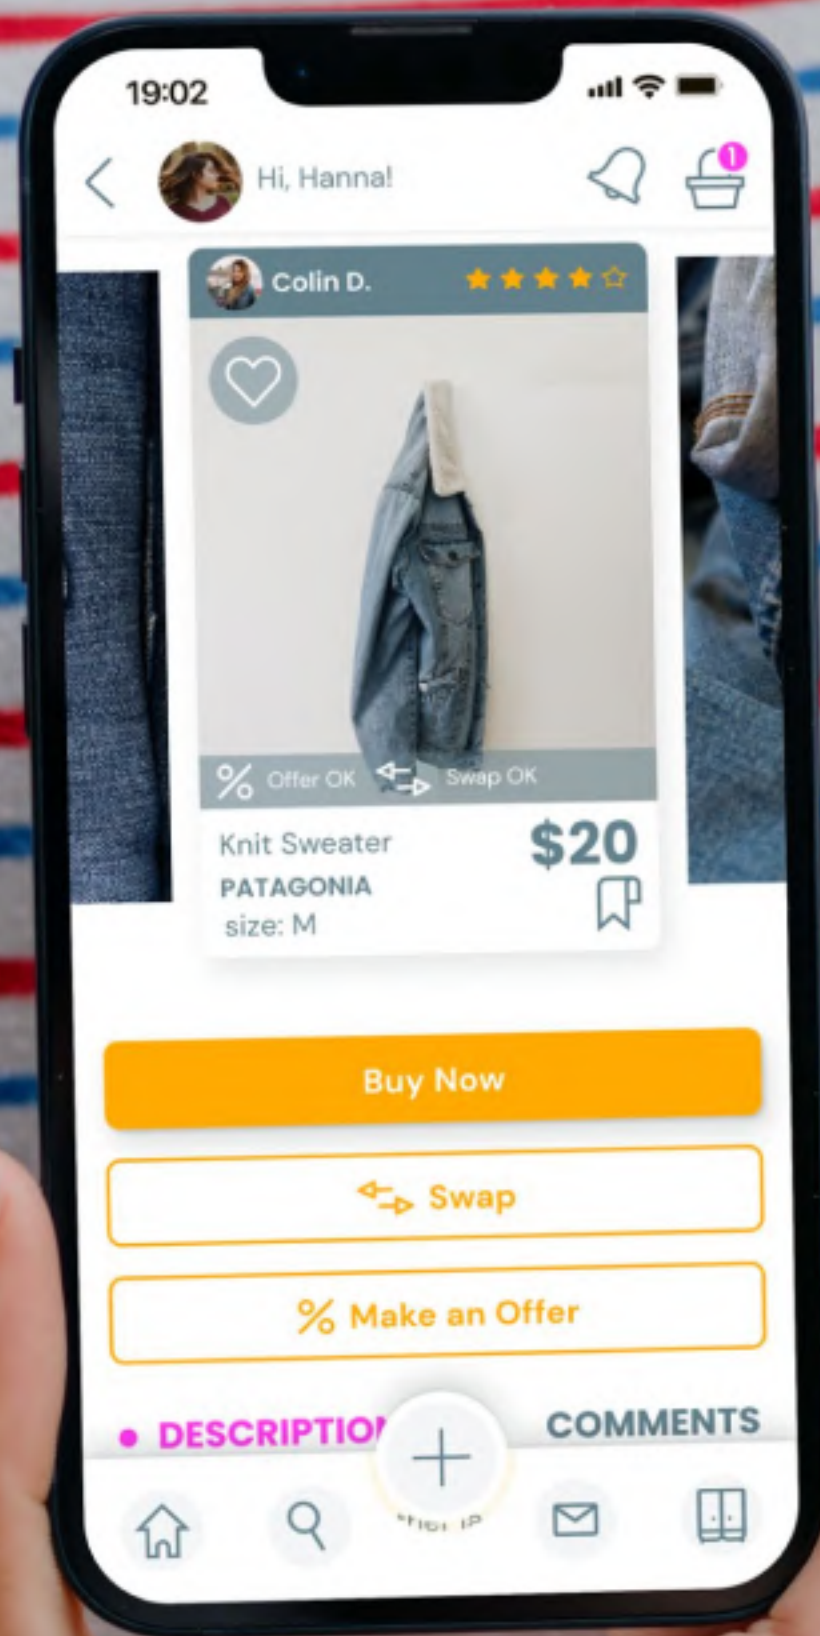 19:02
Hi, Hanna!
1
Colin D.
% Offer OK Swap OK
Knit Sweater
$20
PATAGONIA
size: M
Buy Now
Swap
% Make an Offer
DESCRIPTION
COMMENTS